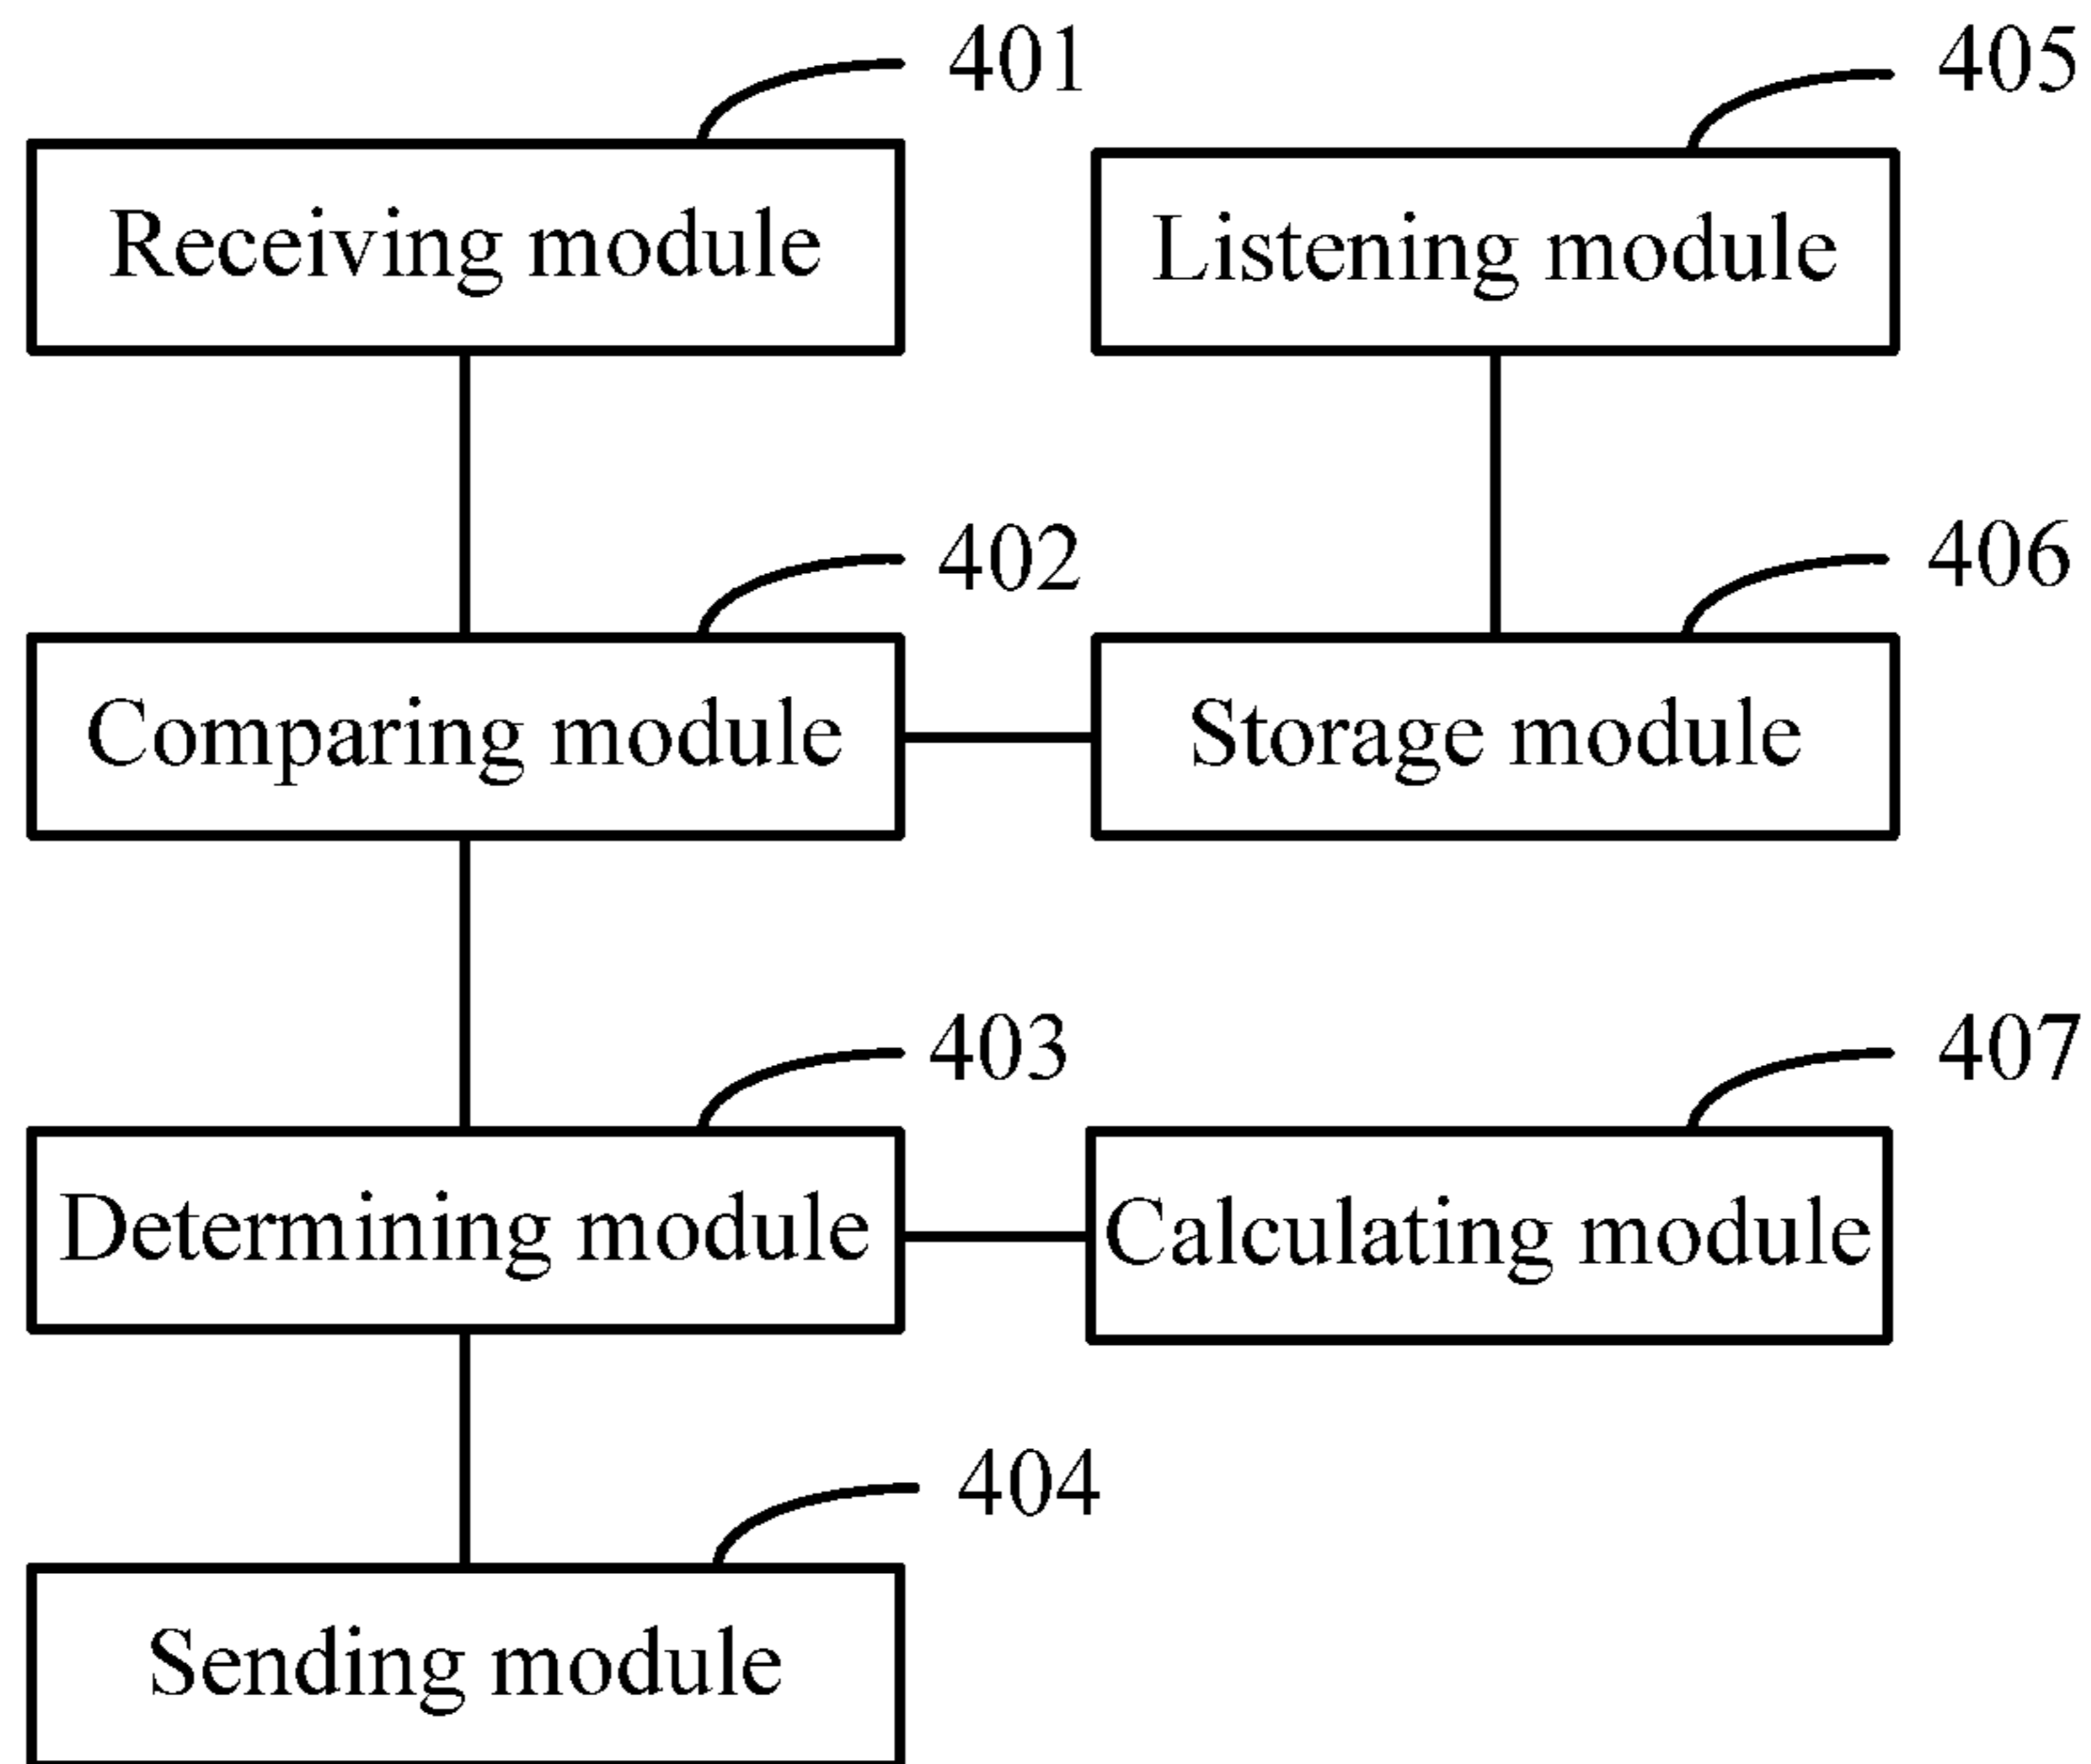 401
405
Receiving module
Listening module
402
406
Comparing module
Storage module
403
407
Determining module
Calculating module
404
Sending module